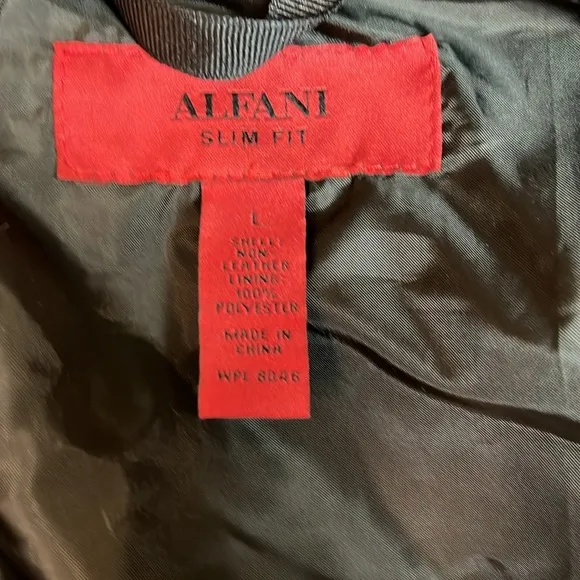 ALFANI
SLIM FIT
L
SHELL:
NON-
LEATHER
LINING:
100%
POLYESTER
MADE IN
CHINA
WPL 8046